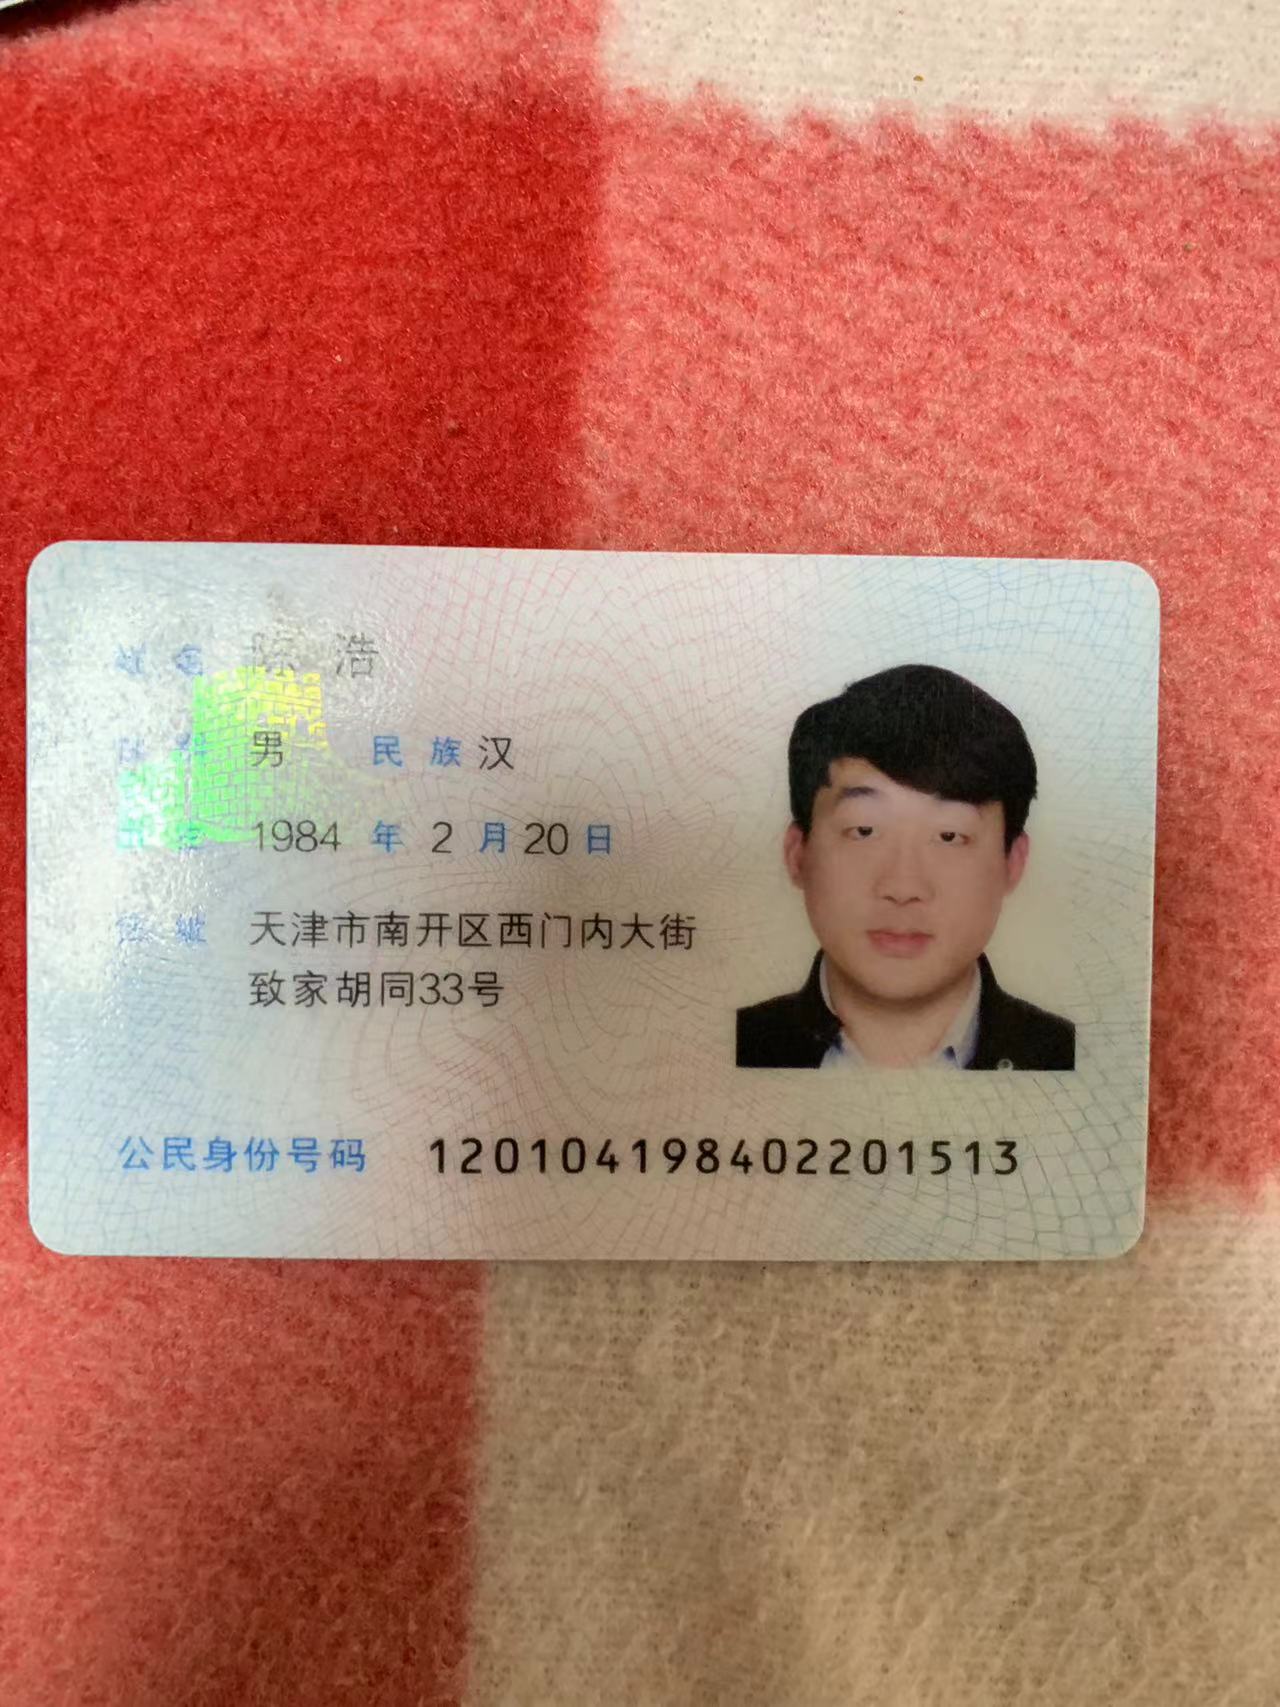 姓名 陈浩
性别 男 民族 汉
出生 1984 年 2 月 20 日
住址 天津市南开区西门内大街
致家胡同33号
公民身份号码 120104198402201513